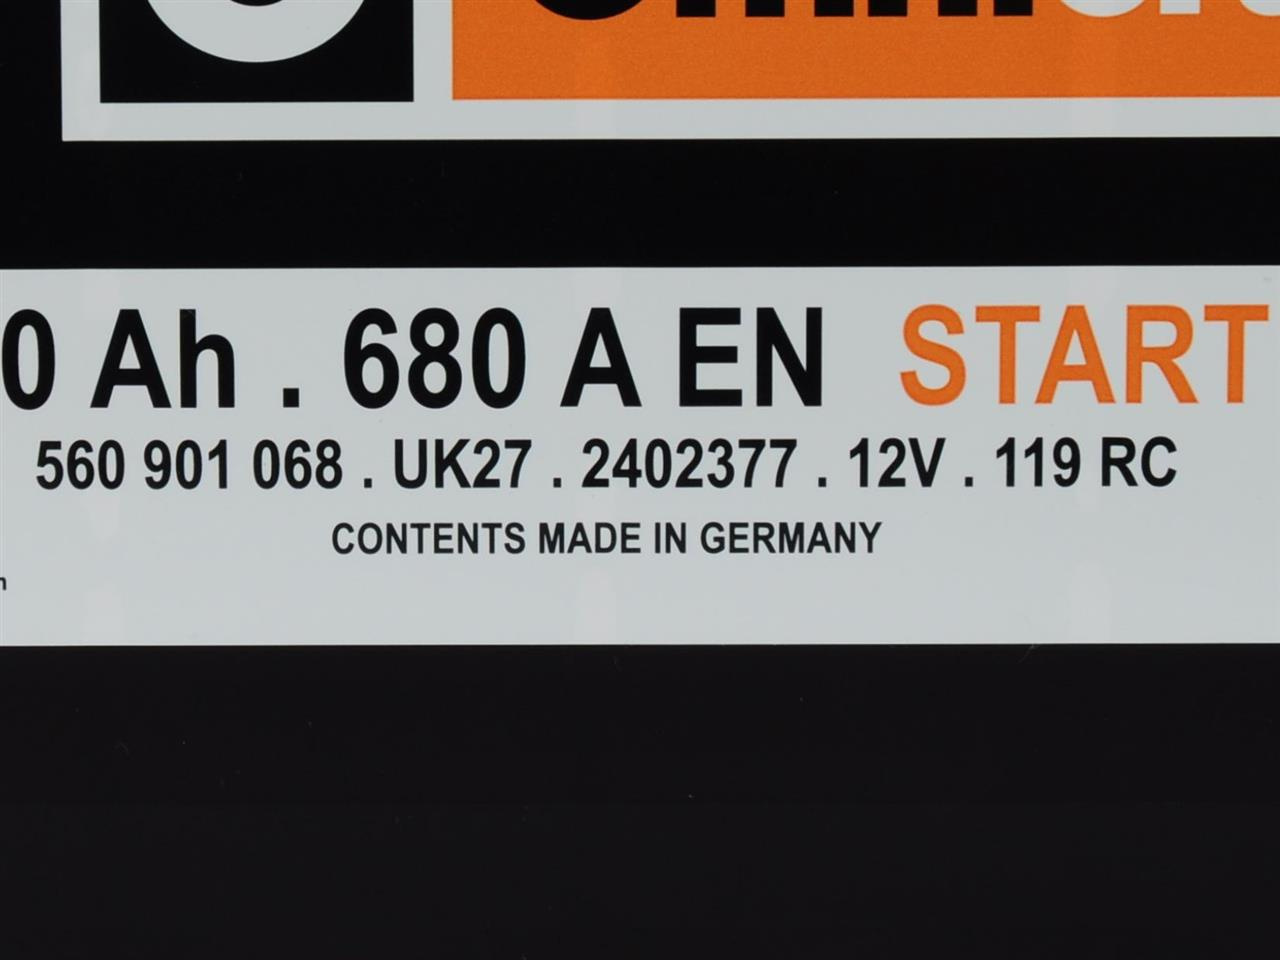 0 Ah . 680 A EN START
560 901 068 . UK27 . 2402377 . 12V . 119 RC
CONTENTS MADE IN GERMANY